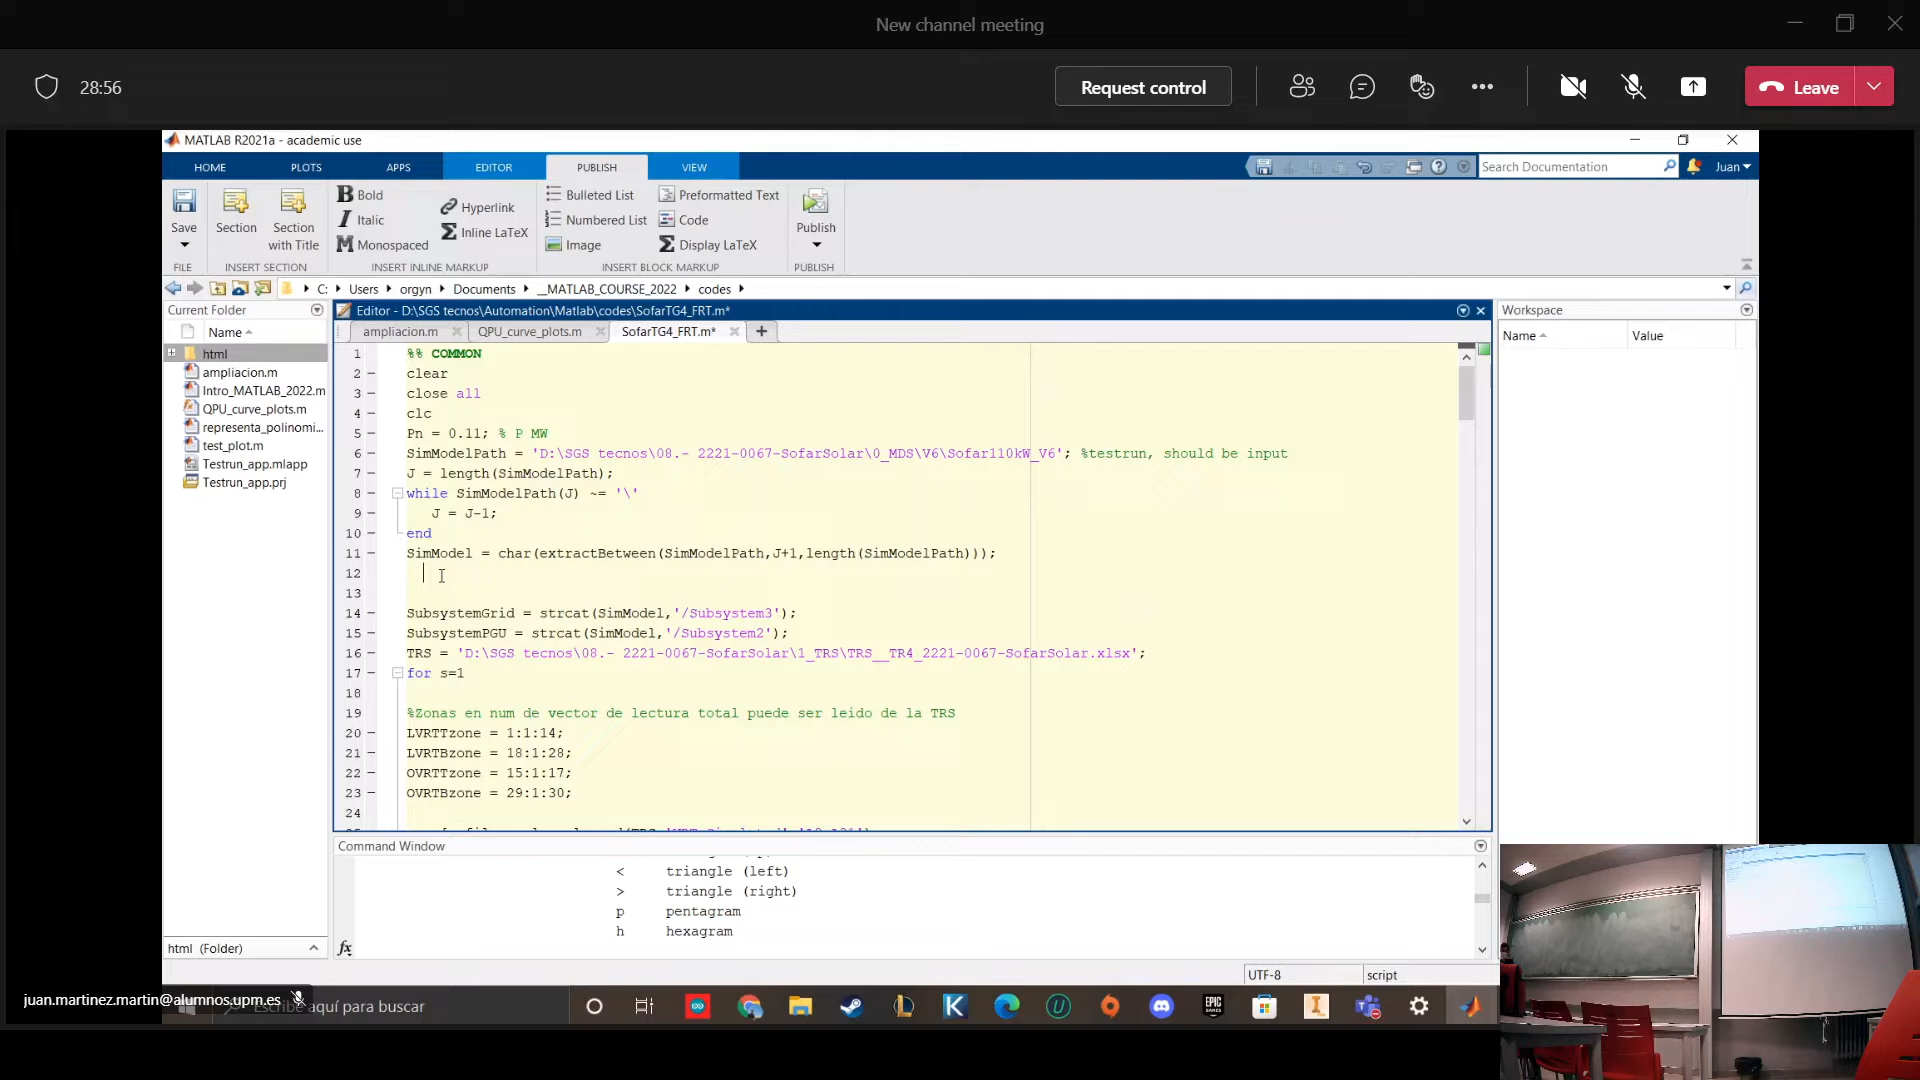 New channel meeting
28:56
Request control
Leave
MATLAB R2021a - academic use
HOME PLOTS APPS EDITOR PUBLISH VIEW
Search Documentation
Juan
Save
Section
Section with Title
Bold
Italic
Monospaced
Hyperlink
Inline LaTeX
Bulleted List
Numbered List
Image
Preformatted Text
Code
Display LaTeX
Publish
FILE INSERT SECTION INSERT INLINE MARKUP INSERT BLOCK MARKUP PUBLISH
C: Users orgyn Documents __MATLAB_COURSE_2022 codes
Current Folder
Name
html
ampliacion.m
Intro_MATLAB_2022.m
QPU_curve_plots.m
representa_polinomi...
test_plot.m
Testrun_app.mlapp
Testrun_app.prj
html (Folder)
Editor - D:\SGS tecnos\Automation\Matlab\codes\SofarTG4_FRT.m*
ampliacion.m QPU_curve_plots.m SofarTG4_FRT.m*
1 %% COMMON
2 clear
3 close all
4 clc
5 Pn = 0.11; % P MW
6 SimModelPath = 'D:\SGS tecnos\08.- 2221-0067-SofarSolar\0_MDS\V6\Sofar110kW_V6'; %testrun, should be input
7 J = length(SimModelPath);
8 while SimModelPath(J) ~= '\'
9 J = J-1;
10 end
11 SimModel = char(extractBetween(SimModelPath,J+1,length(SimModelPath)));
12
13
14 SubsystemGrid = strcat(SimModel,'/Subsystem3');
15 SubsystemPGU = strcat(SimModel,'/Subsystem2');
16 TRS = 'D:\SGS tecnos\08.- 2221-0067-SofarSolar\1_TRS\TRS__TR4_2221-0067-SofarSolar.xlsx';
17 for s=1
18
19 %Zonas en num de vector de lectura total puede ser leido de la TRS
20 LVRTTzone = 1:1:14;
21 LVRTBzone = 18:1:28;
22 OVRTTzone = 15:1:17;
23 OVRTBzone = 29:1:30;
24
Command Window
< triangle (left)
> triangle (right)
p pentagram
h hexagram
fx
UTF-8 script
Workspace
Name Value
juan.martinez.martin@alumnos.upm.es
Escribe aquí para buscar
EPIC GAMES